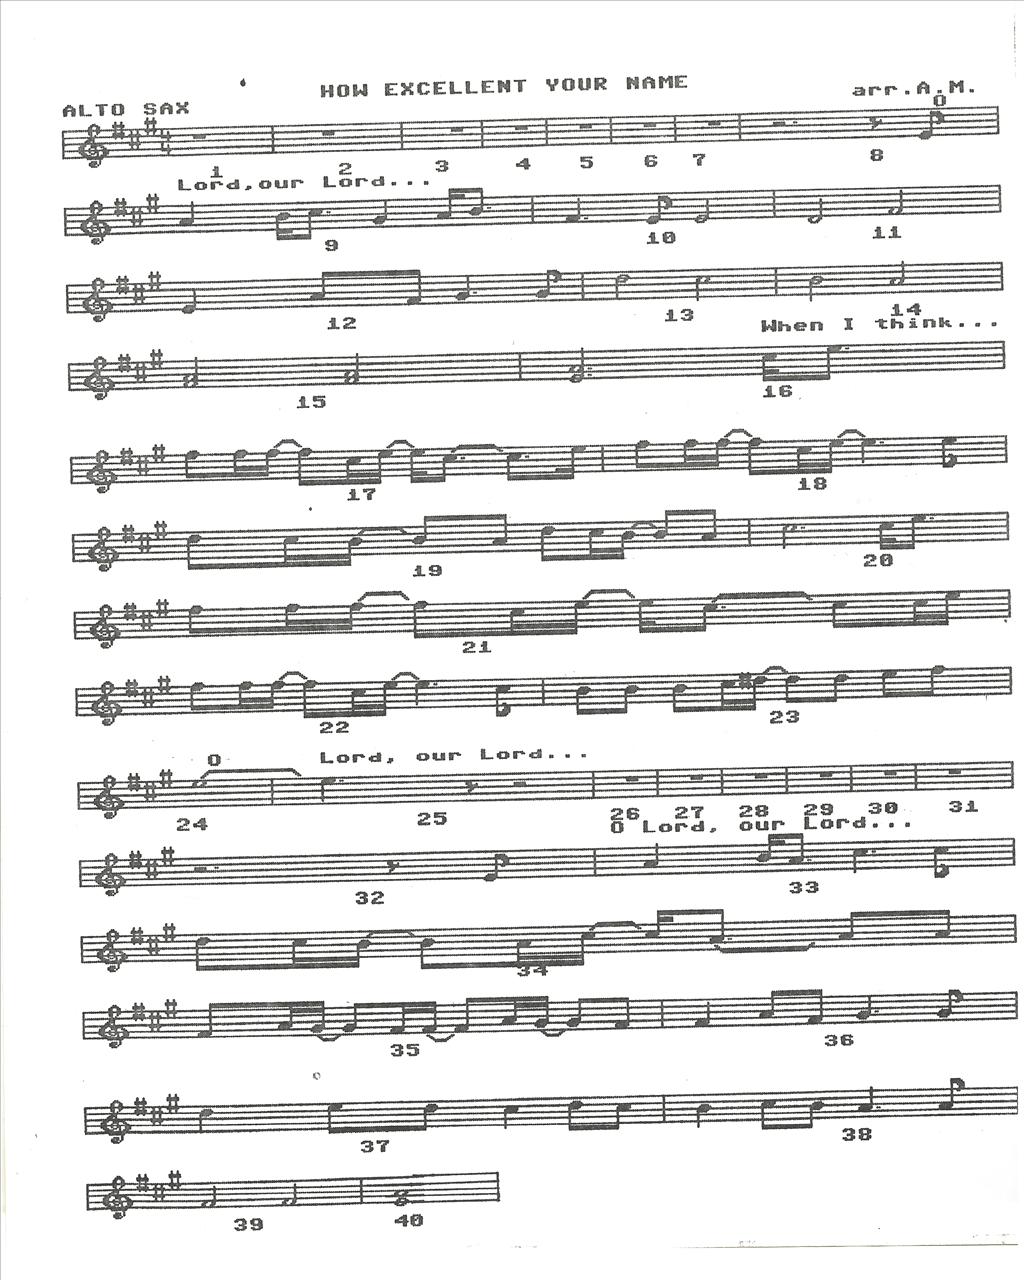 HOW EXCELLENT YOUR NAME
ALTO SAX
arr.A.M.
O
1 2 3 4 5 6 7 8
Lord,our Lord...
9 10 11
12 13 14
When I think...
15 16
17 18
19 20
21
22 23
O Lord, our Lord...
24 25 26 27 28 29 30 31
O Lord, our Lord...
32 33
34
35 36
37 38
39 40